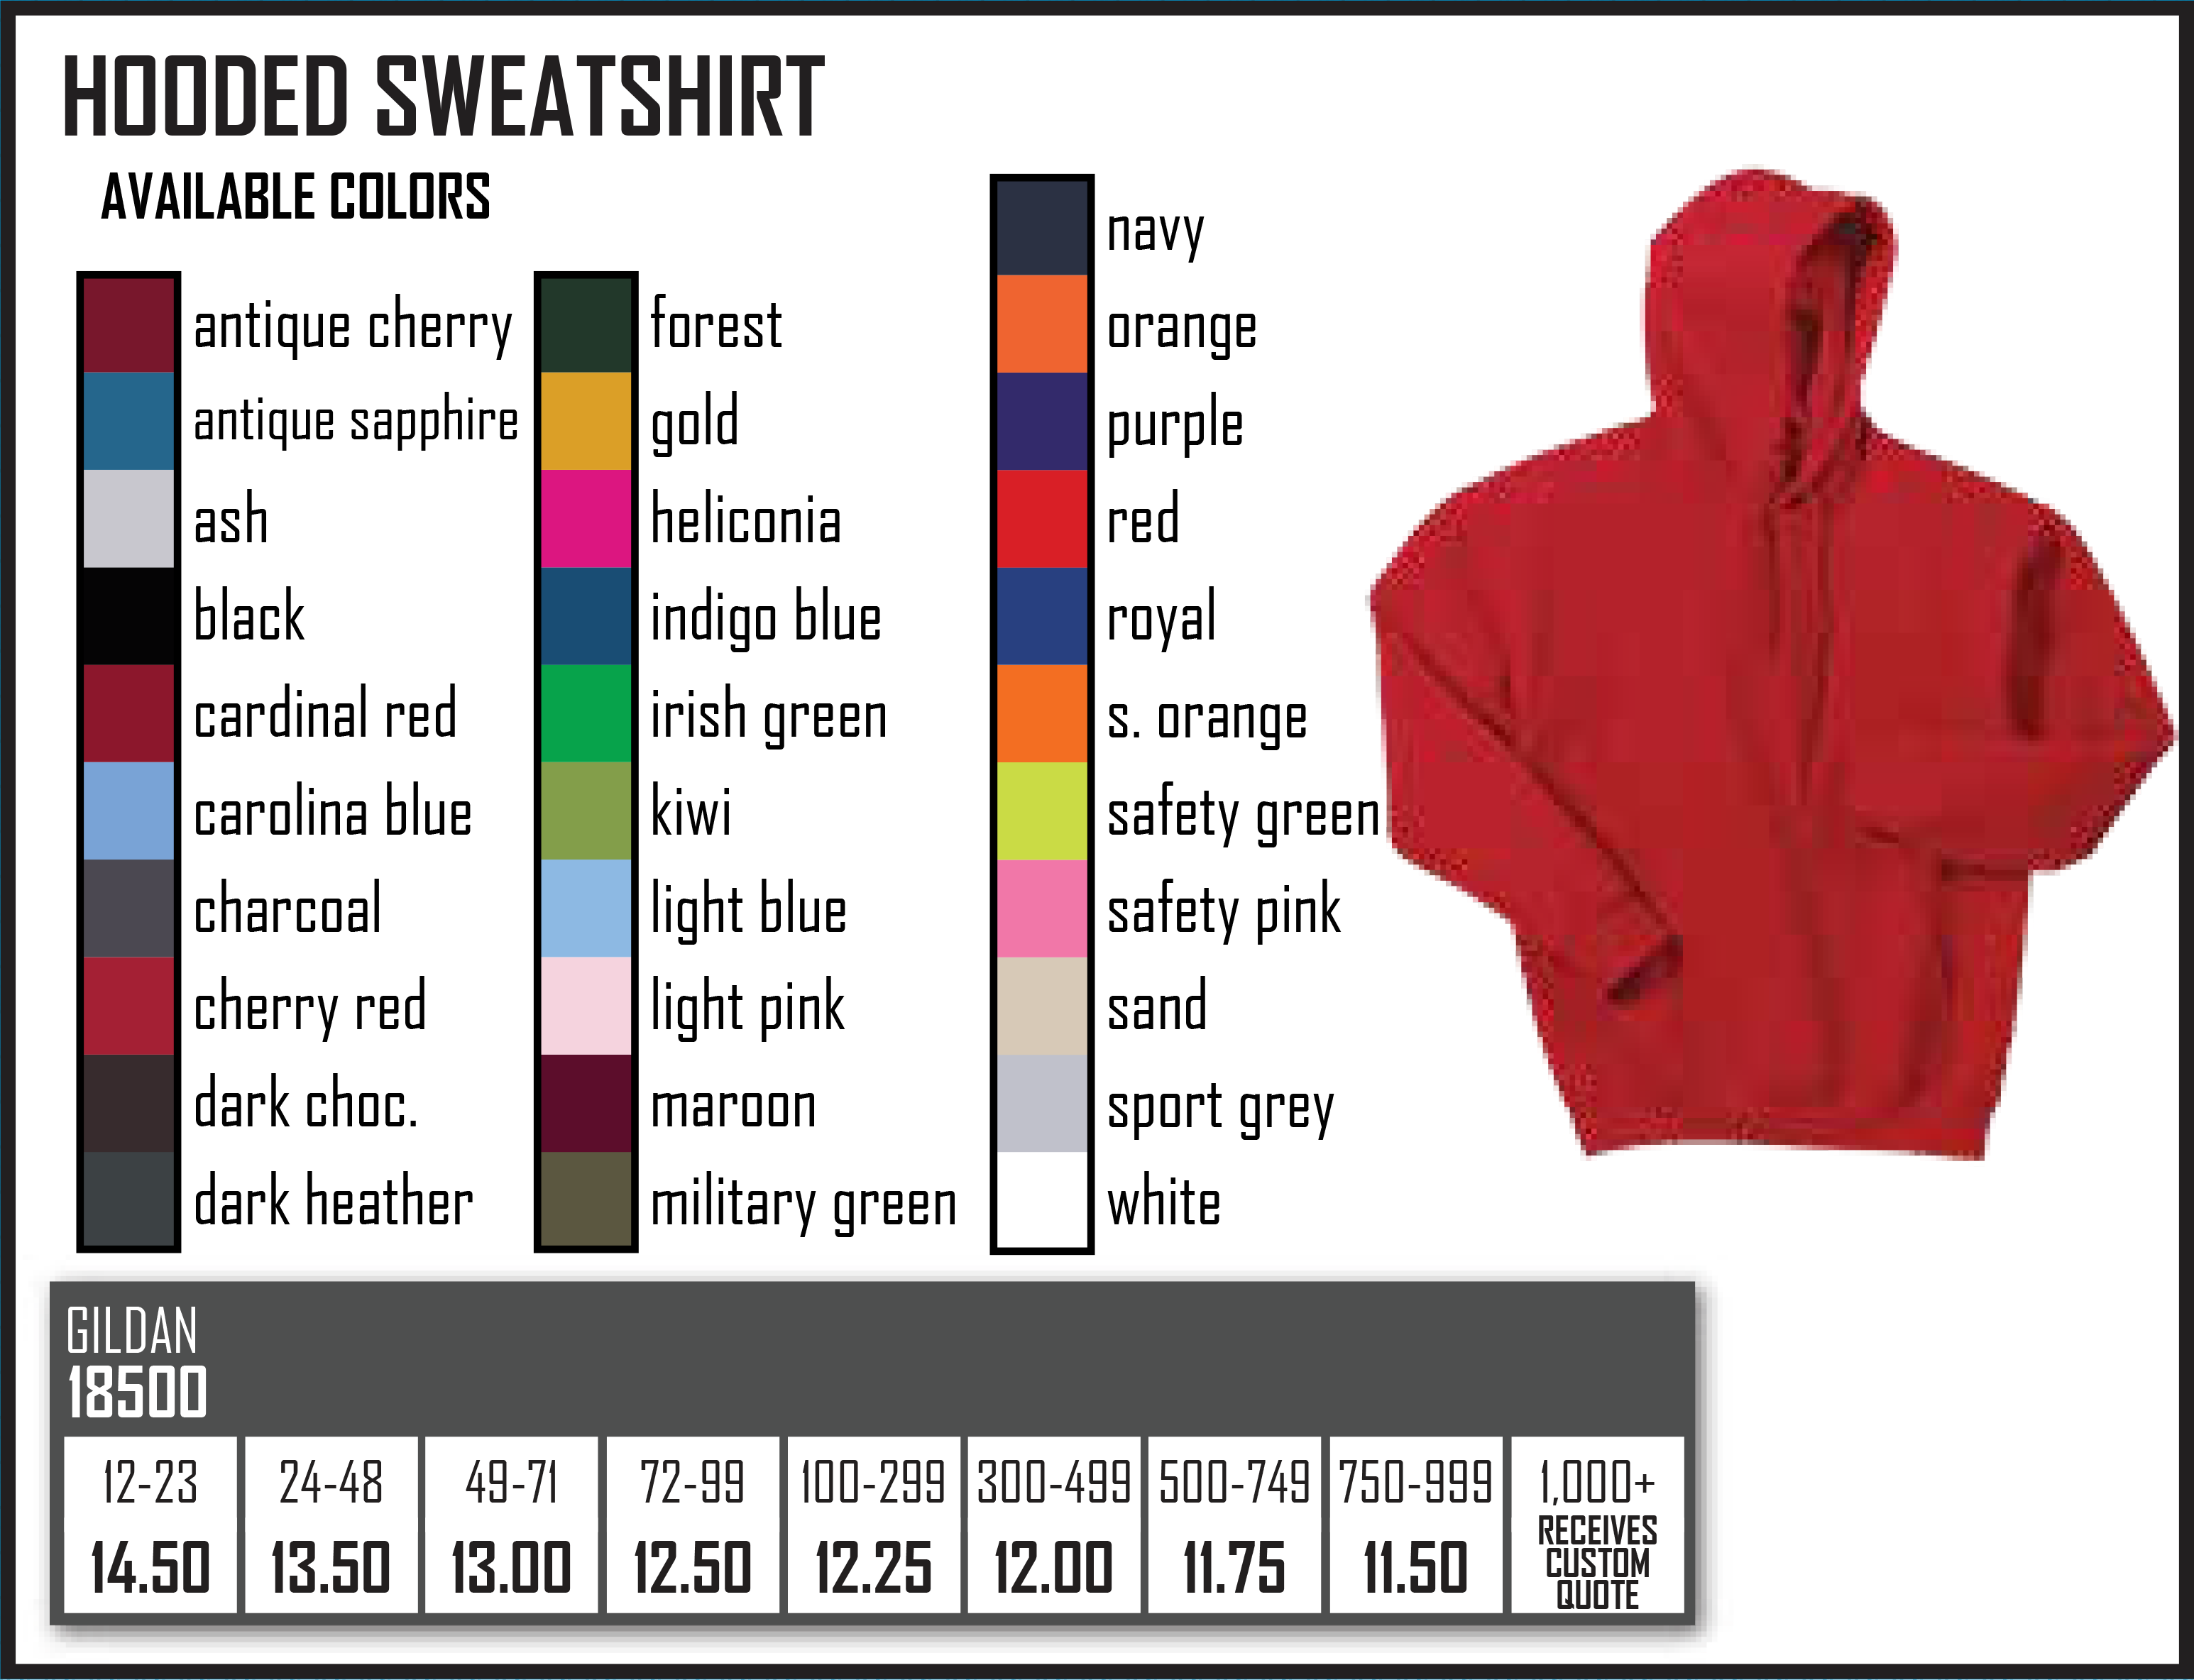 HOODED SWEATSHIRT
AVAILABLE COLORS
antique cherry
antique sapphire
ash
black
cardinal red
carolina blue
charcoal
cherry red
dark choc.
dark heather
forest
gold
heliconia
indigo blue
irish green
kiwi
light blue
light pink
maroon
military green
navy
orange
purple
red
royal
s. orange
safety green
safety pink
sand
sport grey
white
GILDAN
18500
12-23 24-48 49-71 72-99 100-299 300-499 500-749 750-999 1,000+
14.50 13.50 13.00 12.50 12.25 12.00 11.75 11.50 RECEIVES
CUSTOM
QUOTE